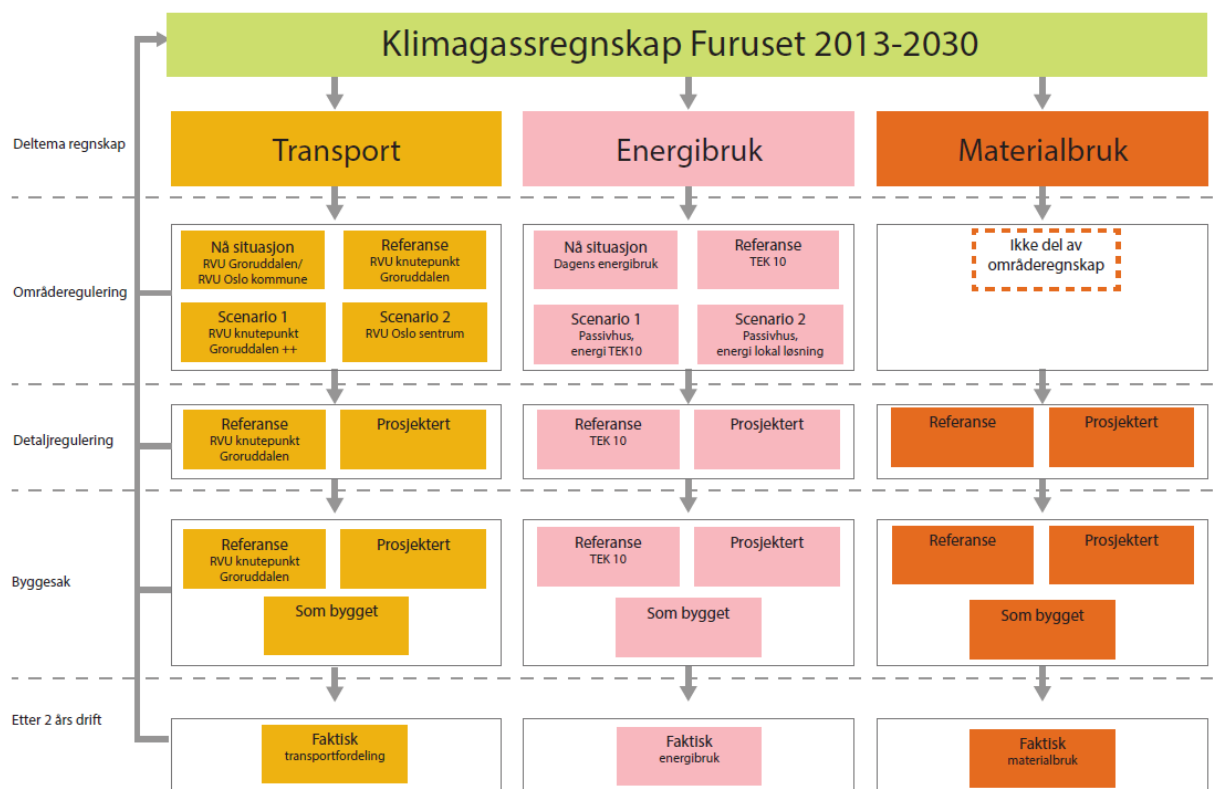 Klimagassregnskap Furuset 2013-2030
Deltema regnskap
Transport
Energibruk
Materialbruk
Områderegulering
Nå situasjon
RVU Groruddalen/
RVU Oslo kommune
Referanse
RVU knutepunkt
Groruddalen
Scenario 1
RVU knutepunkt
Groruddalen ++
Scenario 2
RVU Oslo sentrum
Nå situasjon
Dagens energibruk
Referanse
TEK 10
Scenario 1
Passivhus,
energi TEK10
Scenario 2
Passivhus,
energi lokal løsning
Ikke del av
områderegnskap
Detaljregulering
Referanse
RVU knutepunkt
Groruddalen
Prosjektert
Referanse
TEK 10
Prosjektert
Referanse
Prosjektert
Byggesak
Referanse
RVU knutepunkt
Groruddalen
Prosjektert
Som bygget
Referanse
TEK 10
Prosjektert
Som bygget
Referanse
Prosjektert
Som bygget
Etter 2 års drift
Faktisk
transportfordeling
Faktisk
energibruk
Faktisk
materialbruk